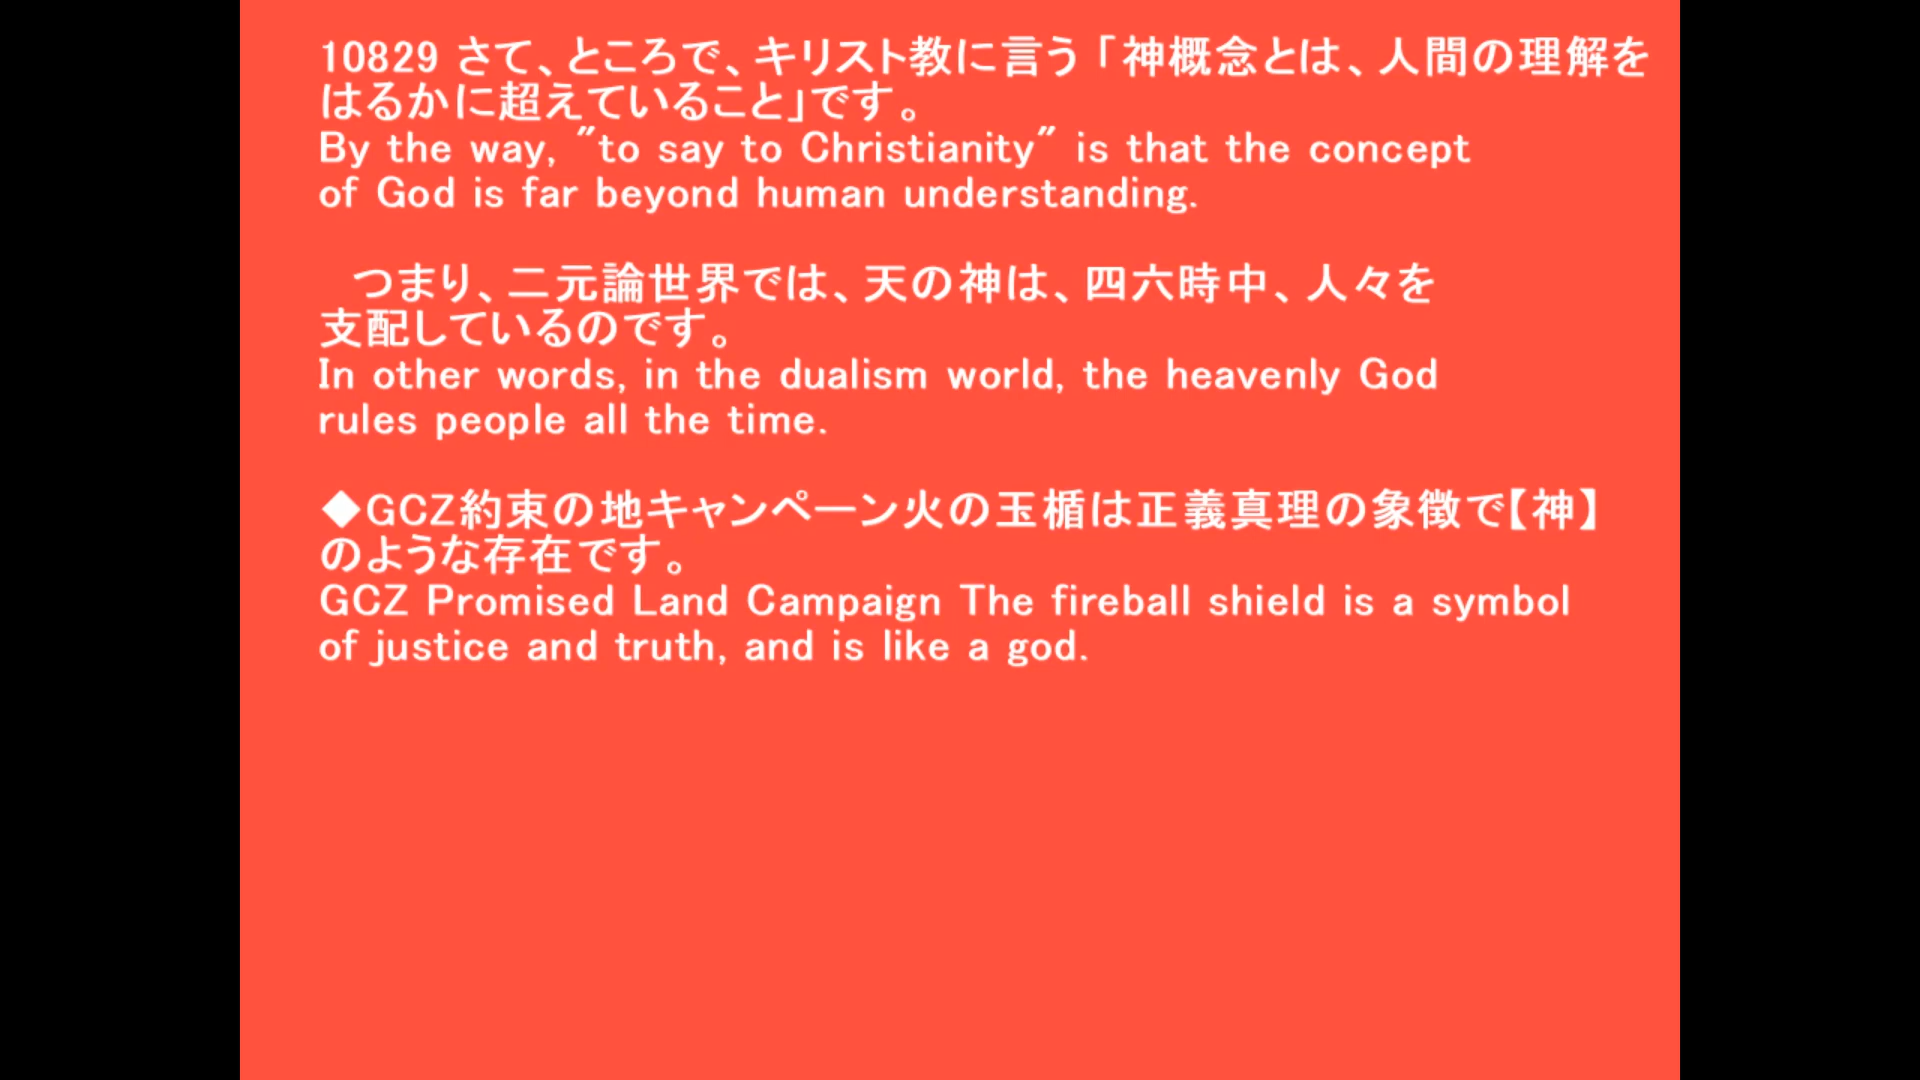 10829 さて、ところで、キリスト教に言う「神概念とは、人間の理解を
はるかに超えていること」です。
By the way, "to say to Christianity" is that the concept
of God is far beyond human understanding.
つまり、二元論世界では、天の神は、四六時中、人々を
支配しているのです。
In other words, in the dualism world, the heavenly God
rules people all the time.
◆GCZ約束の地キャンペーン火の玉楯は正義真理の象徴で【神】
のような存在です。
GCZ Promised Land Campaign The fireball shield is a symbol
of justice and truth, and is like a god.